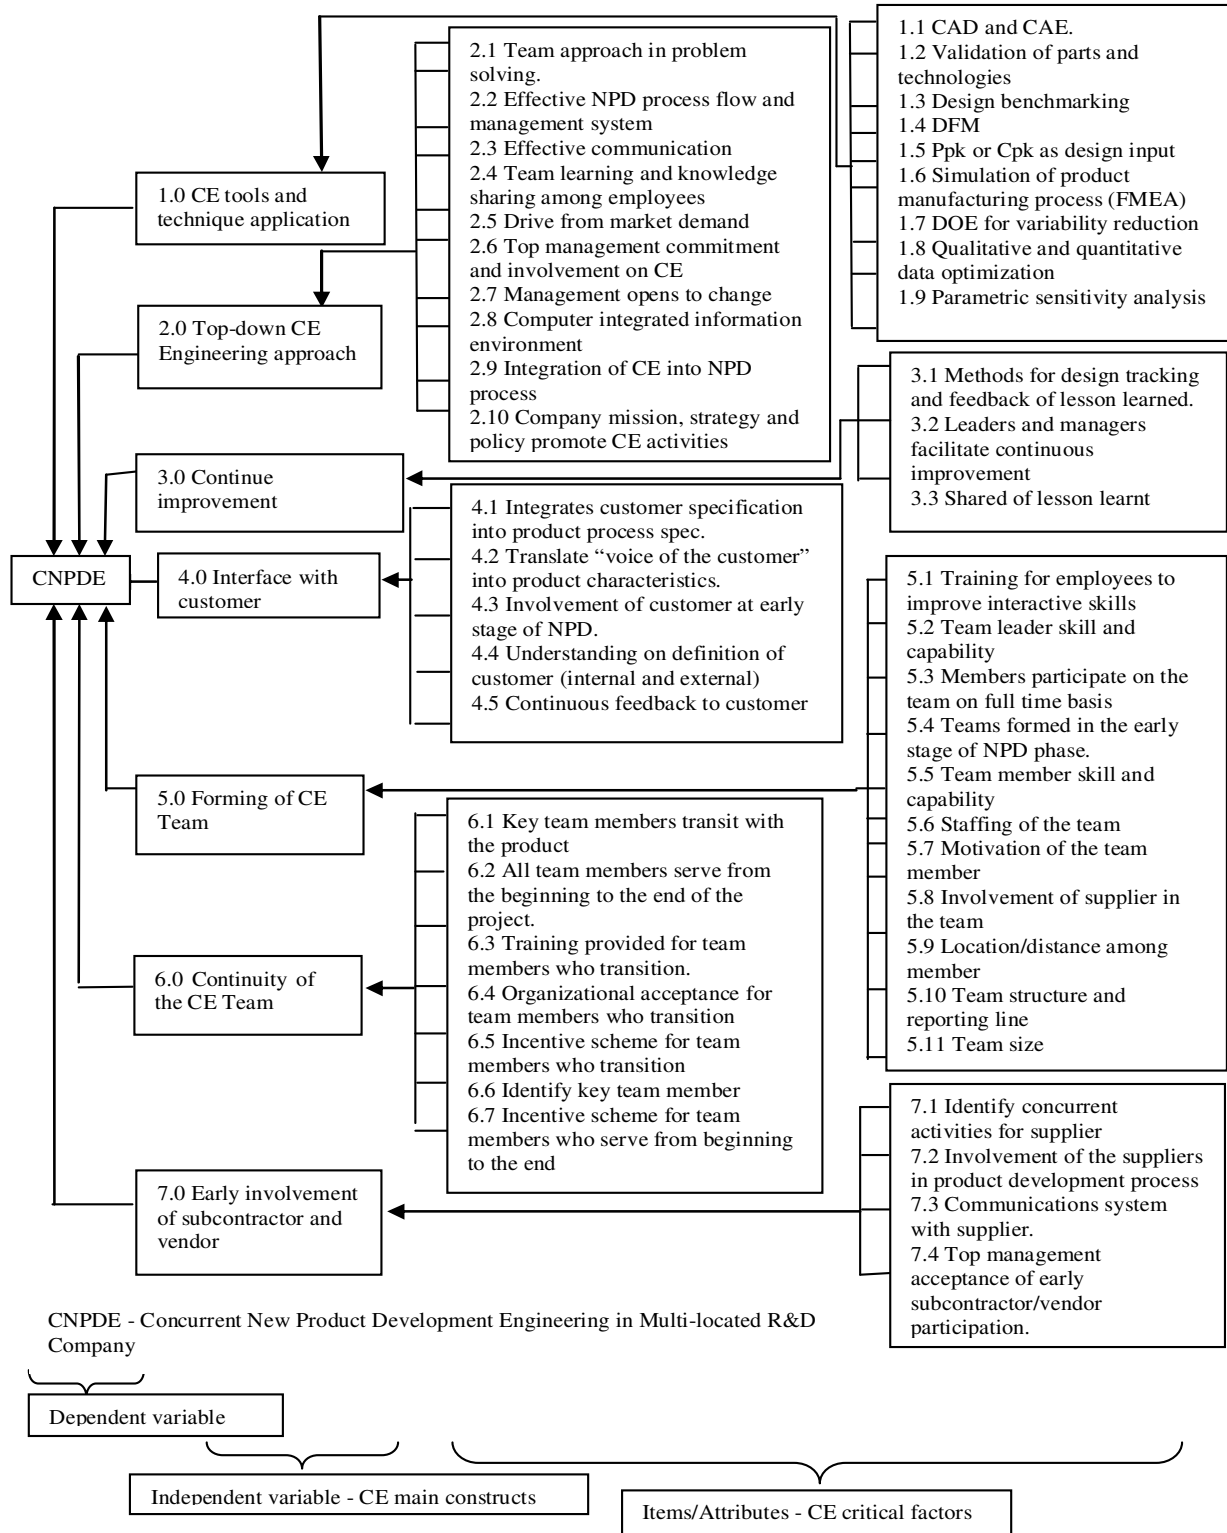 1.0 CE tools and
technique application
2.0 Top-down CE
Engineering approach
3.0 Continue
improvement
CNPDE
4.0 Interface with
customer
5.0 Forming of CE
Team
6.0 Continuity of
the CE Team
7.0 Early involvement
of subcontractor and
vendor
2.1 Team approach in problem
solving.
2.2 Effective NPD process flow and
management system
2.3 Effective communication
2.4 Team learning and knowledge
sharing among employees
2.5 Drive from market demand
2.6 Top management commitment
and involvement on CE
2.7 Management opens to change
2.8 Computer integrated information
environment
2.9 Integration of CE into NPD
process
2.10 Company mission, strategy and
policy promote CE activities
4.1 Integrates customer specification
into product process spec.
4.2 Translate “voice of the customer”
into product characteristics.
4.3 Involvement of customer at early
stage of NPD.
4.4 Understanding on definition of
customer (internal and external)
4.5 Continuous feedback to customer
6.1 Key team members transit with
the product
6.2 All team members serve from
the beginning to the end of the
project.
6.3 Training provided for team
members who transition.
6.4 Organizational acceptance for
team members who transition
6.5 Incentive scheme for team
members who transition
6.6 Identify key team member
6.7 Incentive scheme for team
members who serve from beginning
to the end
1.1 CAD and CAE.
1.2 Validation of parts and
technologies
1.3 Design benchmarking
1.4 DFM
1.5 Ppk or Cpk as design input
1.6 Simulation of product
manufacturing process (FMEA)
1.7 DOE for variability reduction
1.8 Qualitative and quantitative
data optimization
1.9 Parametric sensitivity analysis
3.1 Methods for design tracking
and feedback of lesson learned.
3.2 Leaders and managers
facilitate continuous
improvement
3.3 Shared of lesson learnt
5.1 Training for employees to
improve interactive skills
5.2 Team leader skill and
capability
5.3 Members participate on the
team on full time basis
5.4 Teams formed in the early
stage of NPD phase.
5.5 Team member skill and
capability
5.6 Staffing of the team
5.7 Motivation of the team
member
5.8 Involvement of supplier in
the team
5.9 Location/distance among
member
5.10 Team structure and
reporting line
5.11 Team size
7.1 Identify concurrent
activities for supplier
7.2 Involvement of the suppliers
in product development process
7.3 Communications system
with supplier.
7.4 Top management
acceptance of early
subcontractor/vendor
participation.
CNPDE - Concurrent New Product Development Engineering in Multi-located R&D
Company
Dependent variable
Independent variable - CE main constructs
Items/Attributes - CE critical factors